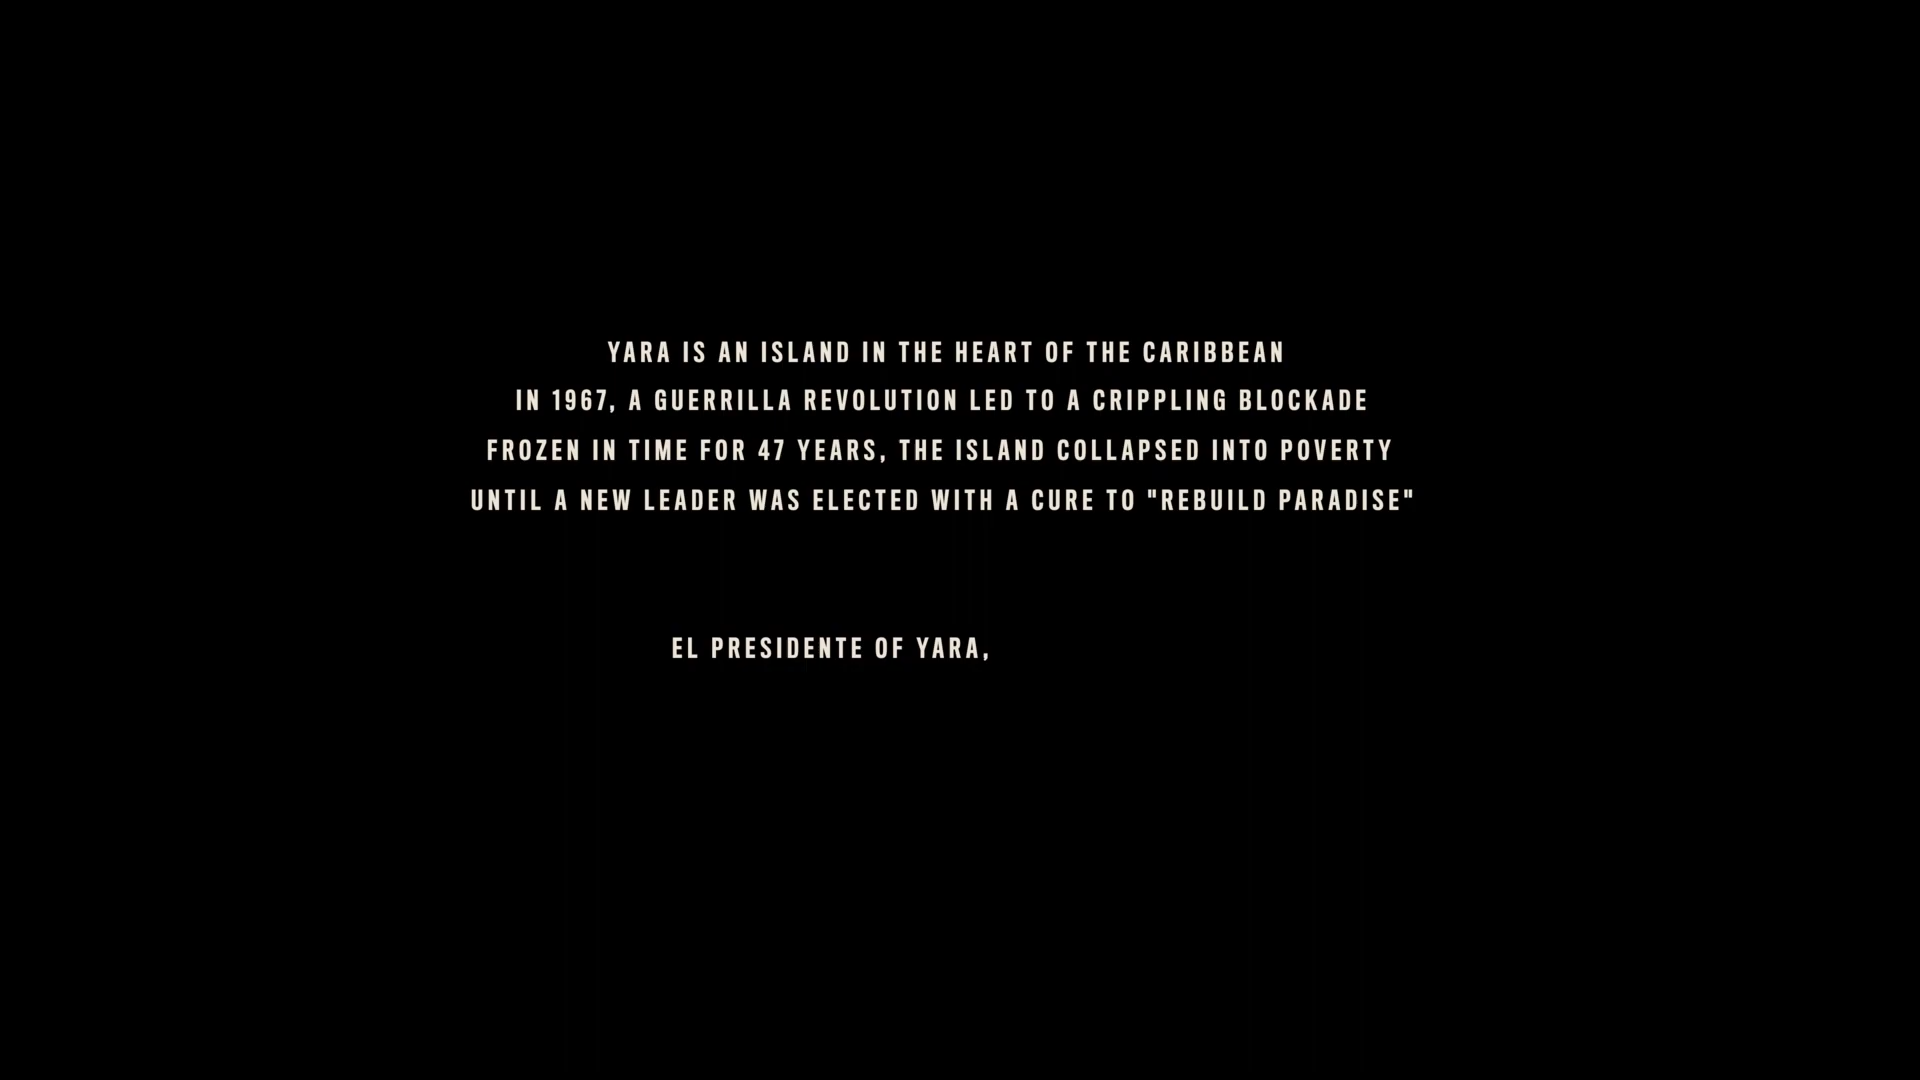 YARA IS AN ISLAND IN THE HEART OF THE CARIBBEAN
IN 1967, A GUERRILLA REVOLUTION LED TO A CRIPPLING BLOCKADE
FROZEN IN TIME FOR 47 YEARS, THE ISLAND COLLAPSED INTO POVERTY
UNTIL A NEW LEADER WAS ELECTED WITH A CURE TO "REBUILD PARADISE"
EL PRESIDENTE OF YARA,